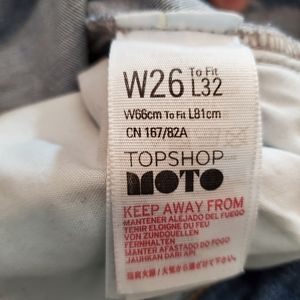 W26 To Fit L32
W66cm To Fit L81cm
CN 167/82A
TOPSHOP
MOTO
KEEP AWAY FROM
MANTENER ALEJADO DEL FUEGO
TENIR ELOIGNE DU FEU
VON ZUNDQUELLEN
FERNHALTEN
MANTER AFASTADO DO FOGO
JAUHKAN DARI API